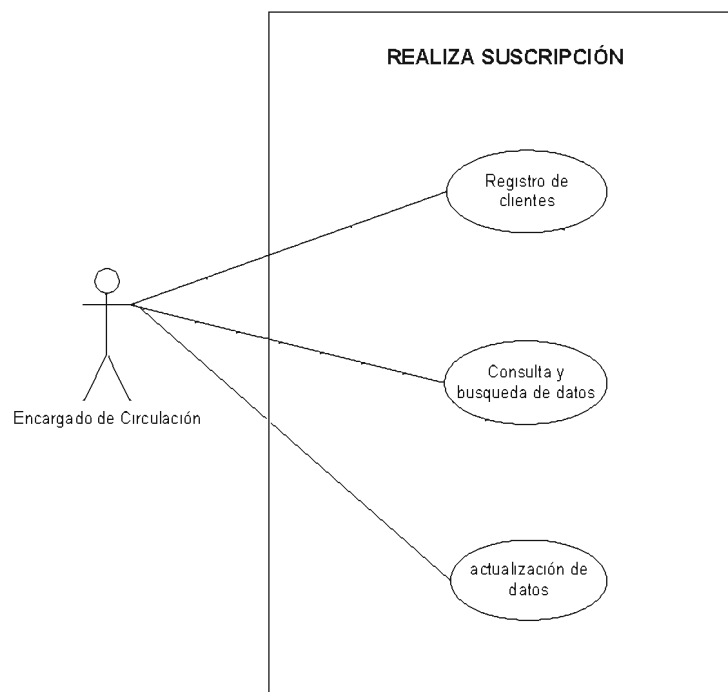 REALIZA SUSCRIPCIÓN
Registro de
clientes
Consulta y
busqueda de datos
Encargado de Circulación
actualización de
datos